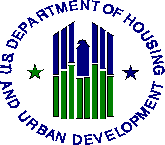 U.S. DEPARTMENT OF HOUSING
AND URBAN DEVELOPMENT